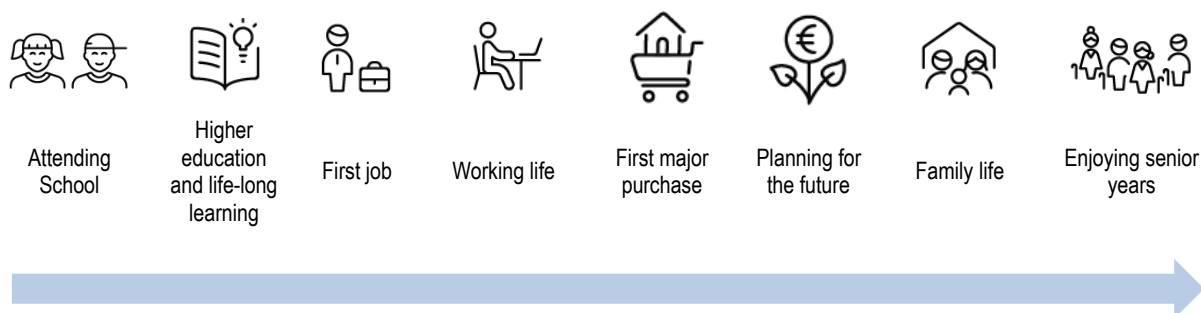 €
Attending
School
Higher
education
and life-long
learning
First job
Working life
First major
purchase
Planning for
the future
Family life
Enjoying senior
years